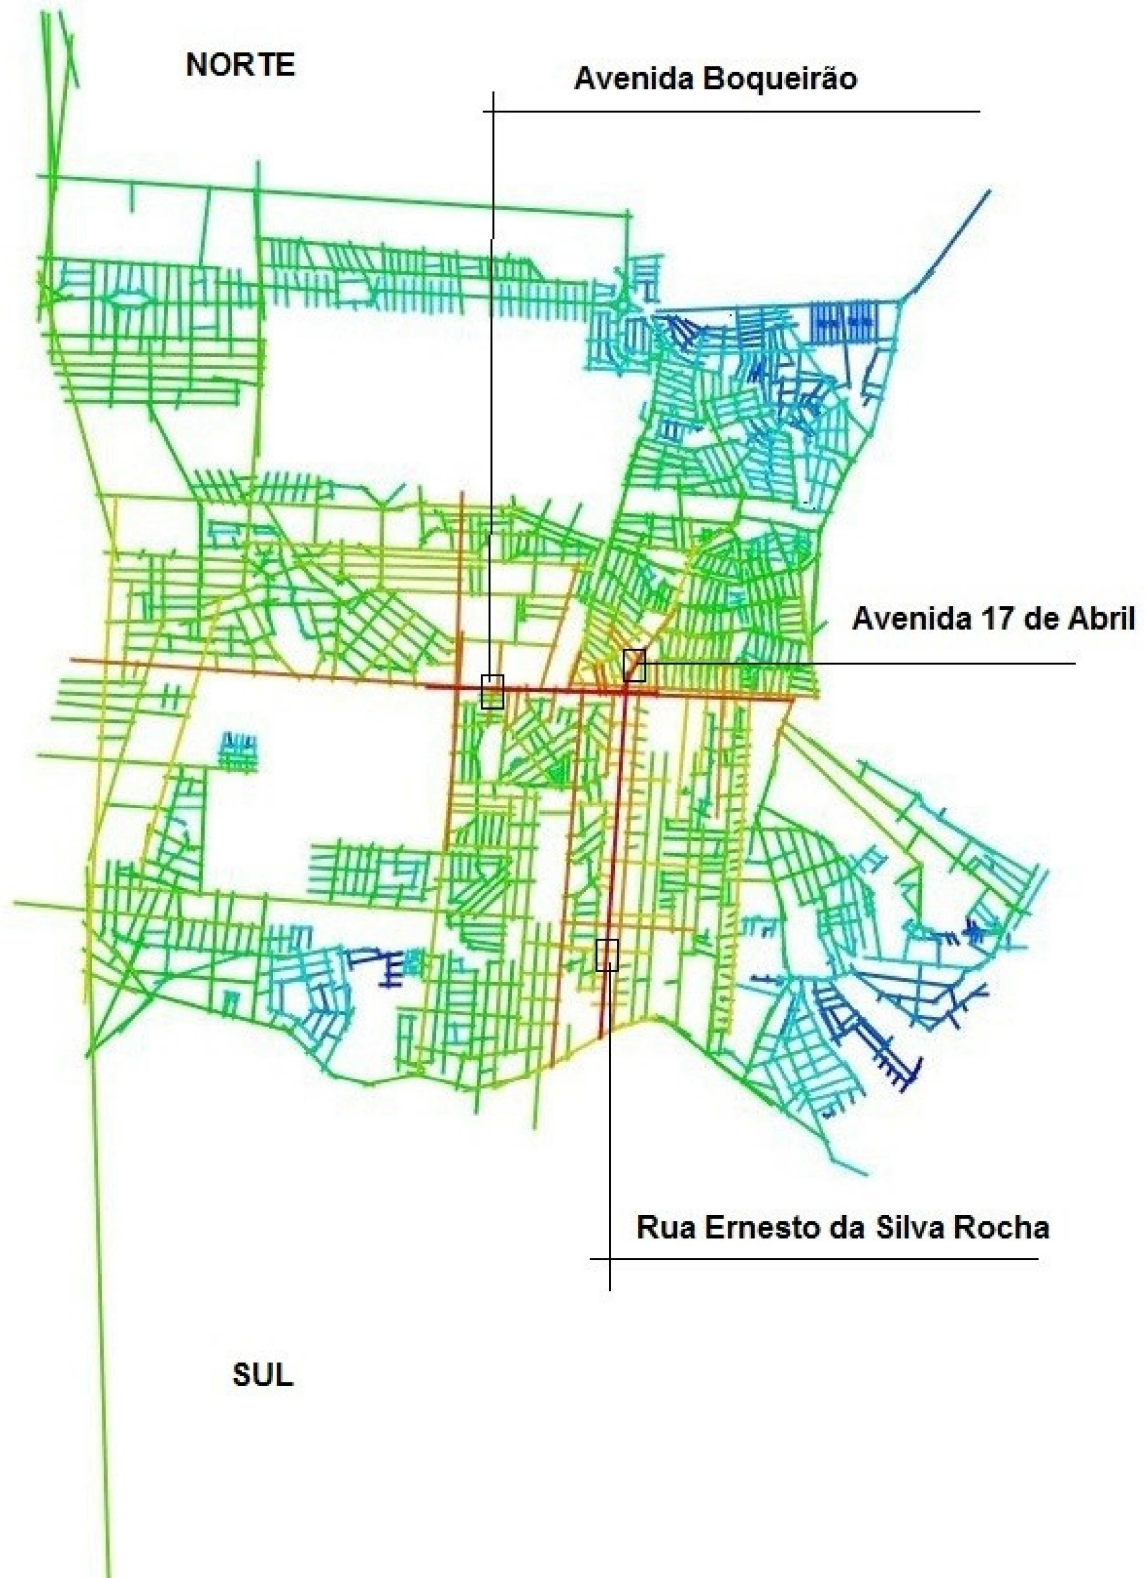 NORTE
Avenida Boqueirão
Avenida 17 de Abril
Rua Ernesto da Silva Rocha
SUL